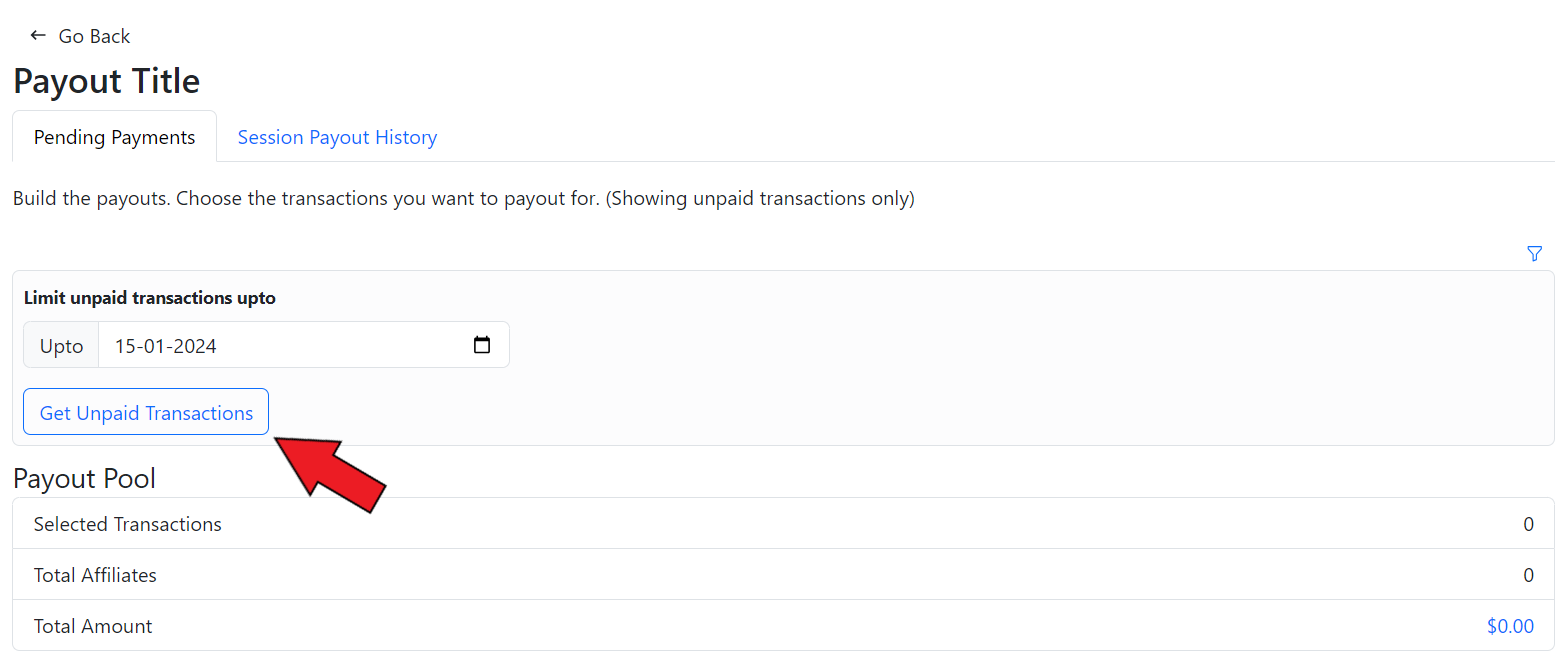 Go Back
Payout Title
Pending Payments Session Payout History
Build the payouts. Choose the transactions you want to payout for. (Showing unpaid transactions only)
Limit unpaid transactions upto
Upto 15-01-2024
Get Unpaid Transactions
Payout Pool
Selected Transactions 0
Total Affiliates 0
Total Amount $0.00